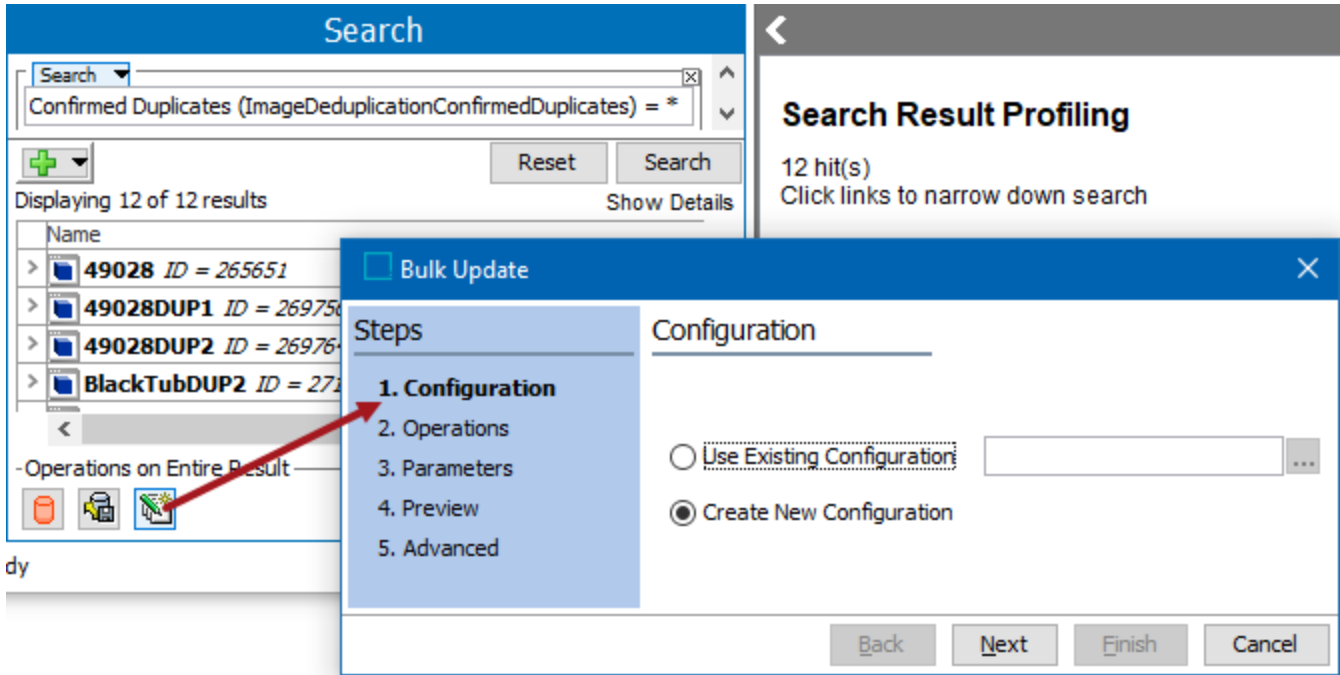 Search
Search
Confirmed Duplicates (ImageDeduplicationConfirmedDuplicates) = *
Reset
Search
Displaying 12 of 12 results
Show Details
Name
49028 ID = 265651
49028DUP1 ID = 26975
49028DUP2 ID = 26976
BlackTubDUP2 ID = 271
Operations on Entire Result
dy
Search Result Profiling
12 hit(s)
Click links to narrow down search
Bulk Update
Steps
1. Configuration
2. Operations
3. Parameters
4. Preview
5. Advanced
Configuration
Use Existing Configuration
...
Create New Configuration
Back
Next
Finish
Cancel